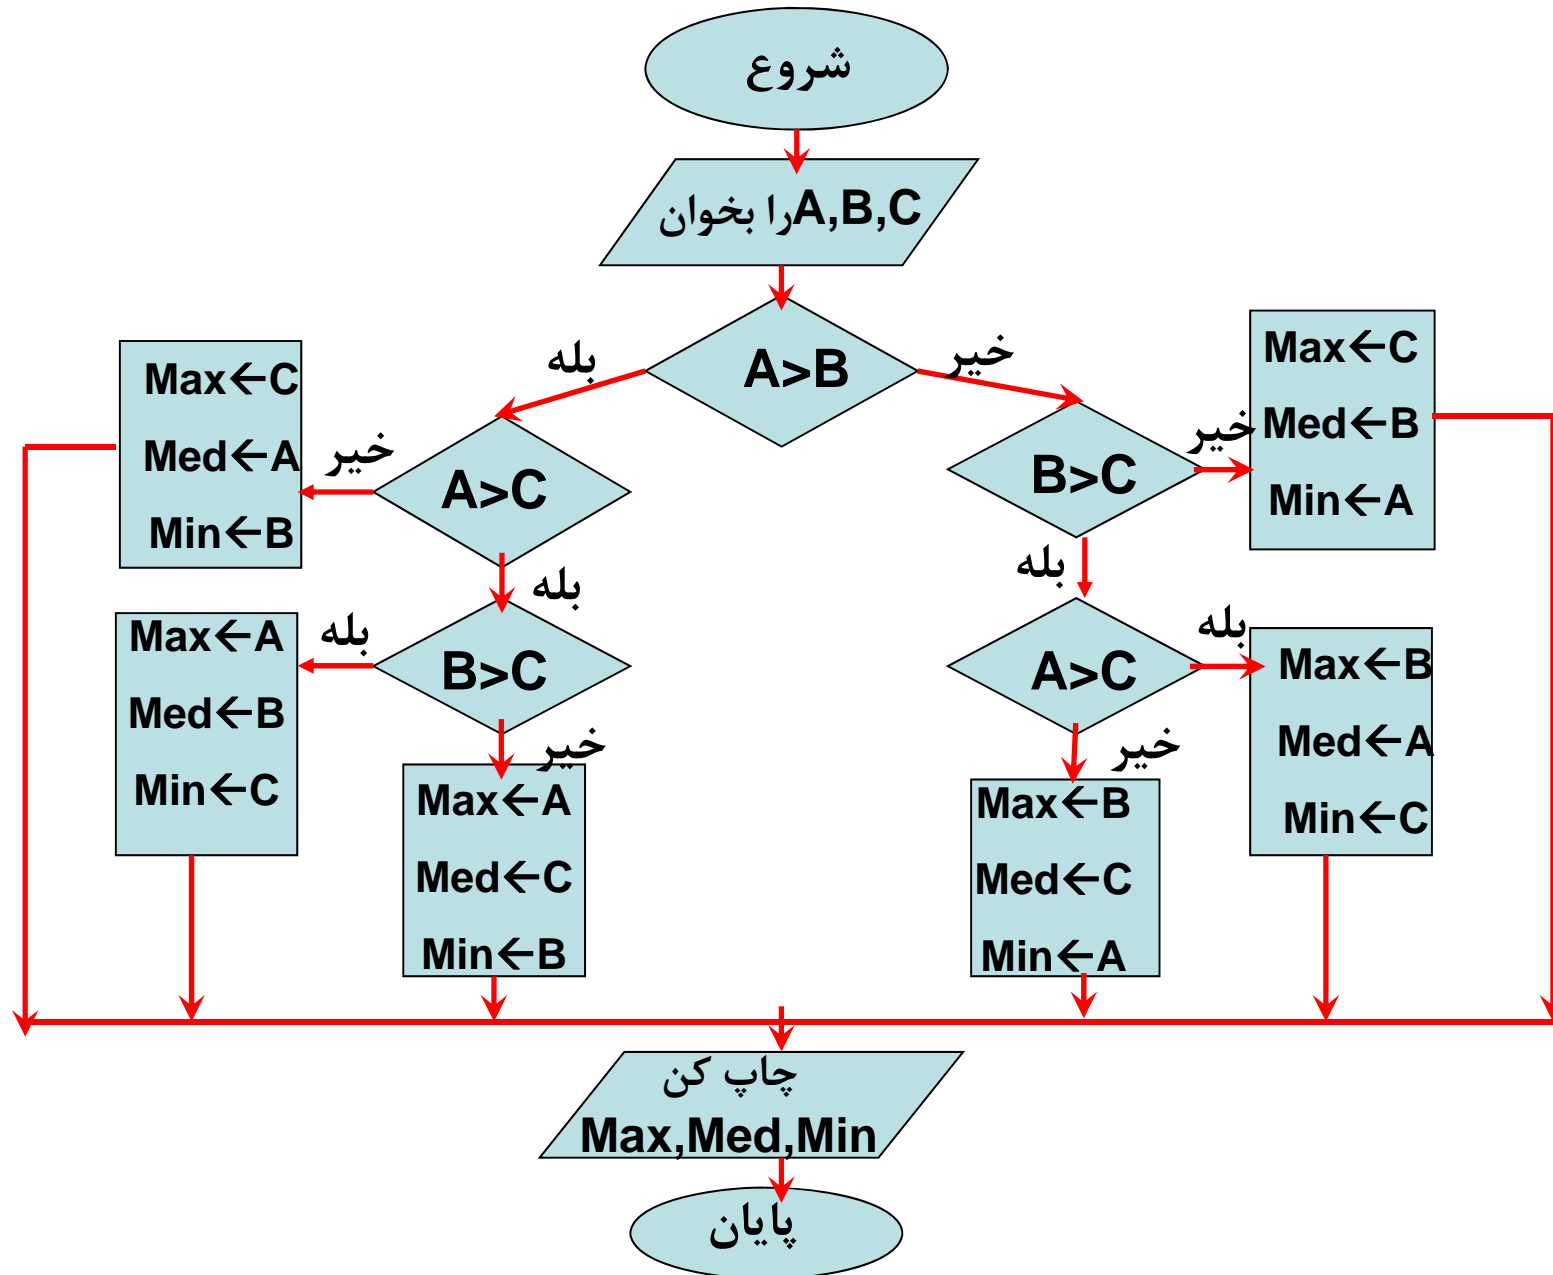 شروع
A,B,Cرا بخوان
A>B
بله
خیر
A>C
خیر
Max←C
Med←A
Min←B
بله
B>C
بله
Max←A
Med←B
Min←C
خیر
Max←A
Med←C
Min←B
B>C
خیر
Max←C
Med←B
Min←A
بله
A>C
بله
Max←B
Med←A
Min←C
خیر
Max←B
Med←C
Min←A
چاپ کن
Max,Med,Min
پایان